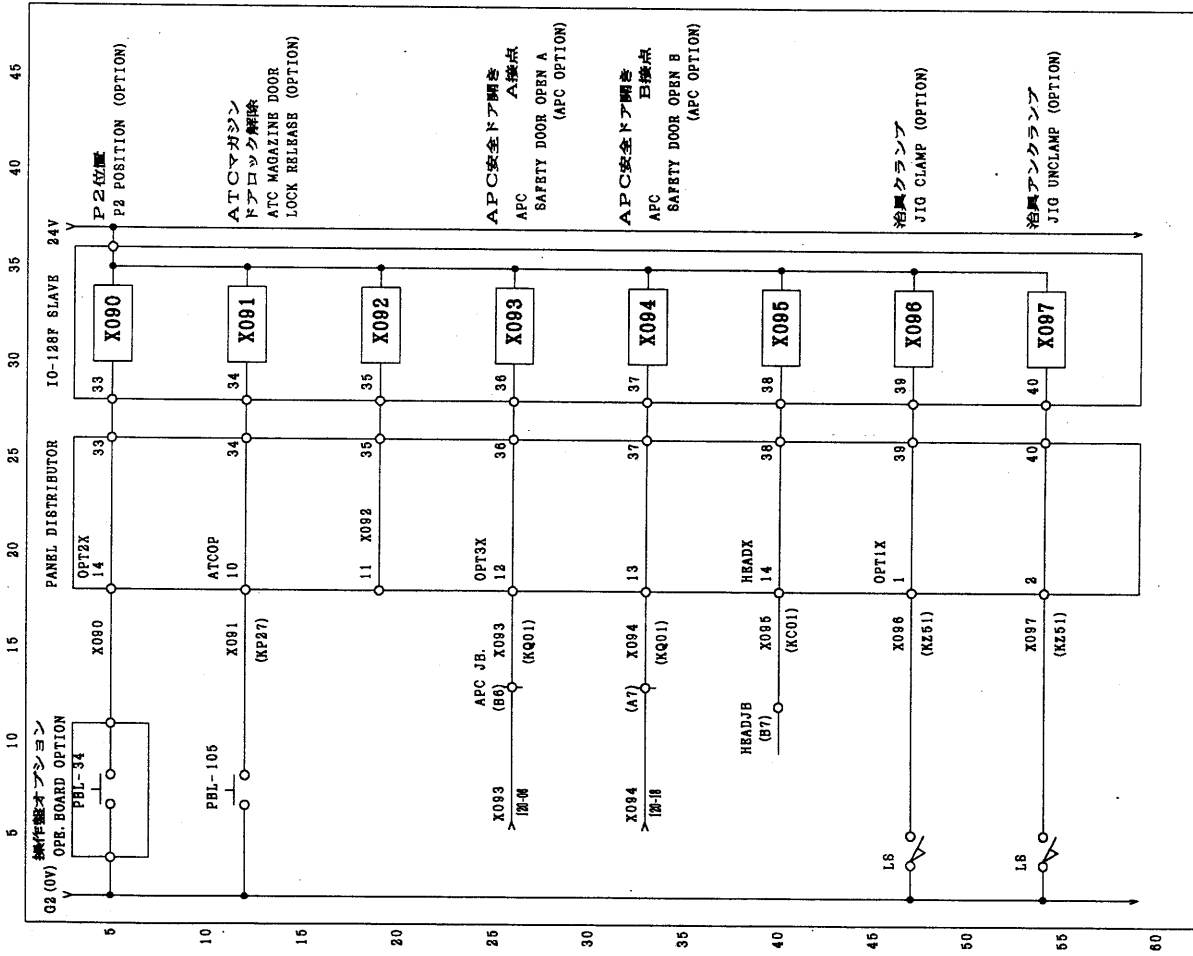 G2 (0V)
操作盤オプション
OPE. BOARD OPTION
PANEL DISTRIBUTOR
IO-128F SLAVE
24V
5
10
15
20
25
30
35
40
45
5
10
15
20
25
30
35
40
45
50
55
60
PBL-34
X090
OPT2X
14
33
33
X090
P2位置
P2 POSITION (OPTION)
PBL-105
X091
(KP27)
ATCOP
10
34
34
X091
ATCマガジン
ドアロック解除
ATC MAGAZINE DOOR
LOCK RELEASE (OPTION)
11
X092
35
35
X092
X093
120-06
APC JB.
(B6)
X093
(KQ01)
OPT3X
12
36
36
X093
APC安全ドア開き
A接点
APC
SAFETY DOOR OPEN A
(APC OPTION)
X094
120-16
(A7)
X094
(KQ01)
13
37
37
X094
APC安全ドア開き
B接点
APC
SAFETY DOOR OPEN B
(APC OPTION)
HEADJB
(B7)
X095
(KC01)
HEADX
14
38
38
X095
LS
X096
(KZ51)
OPT1X
1
39
39
X096
治具クランプ
JIG CLAMP (OPTION)
LS
X097
(KZ51)
2
40
40
X097
治具アンクランプ
JIG UNCLAMP (OPTION)